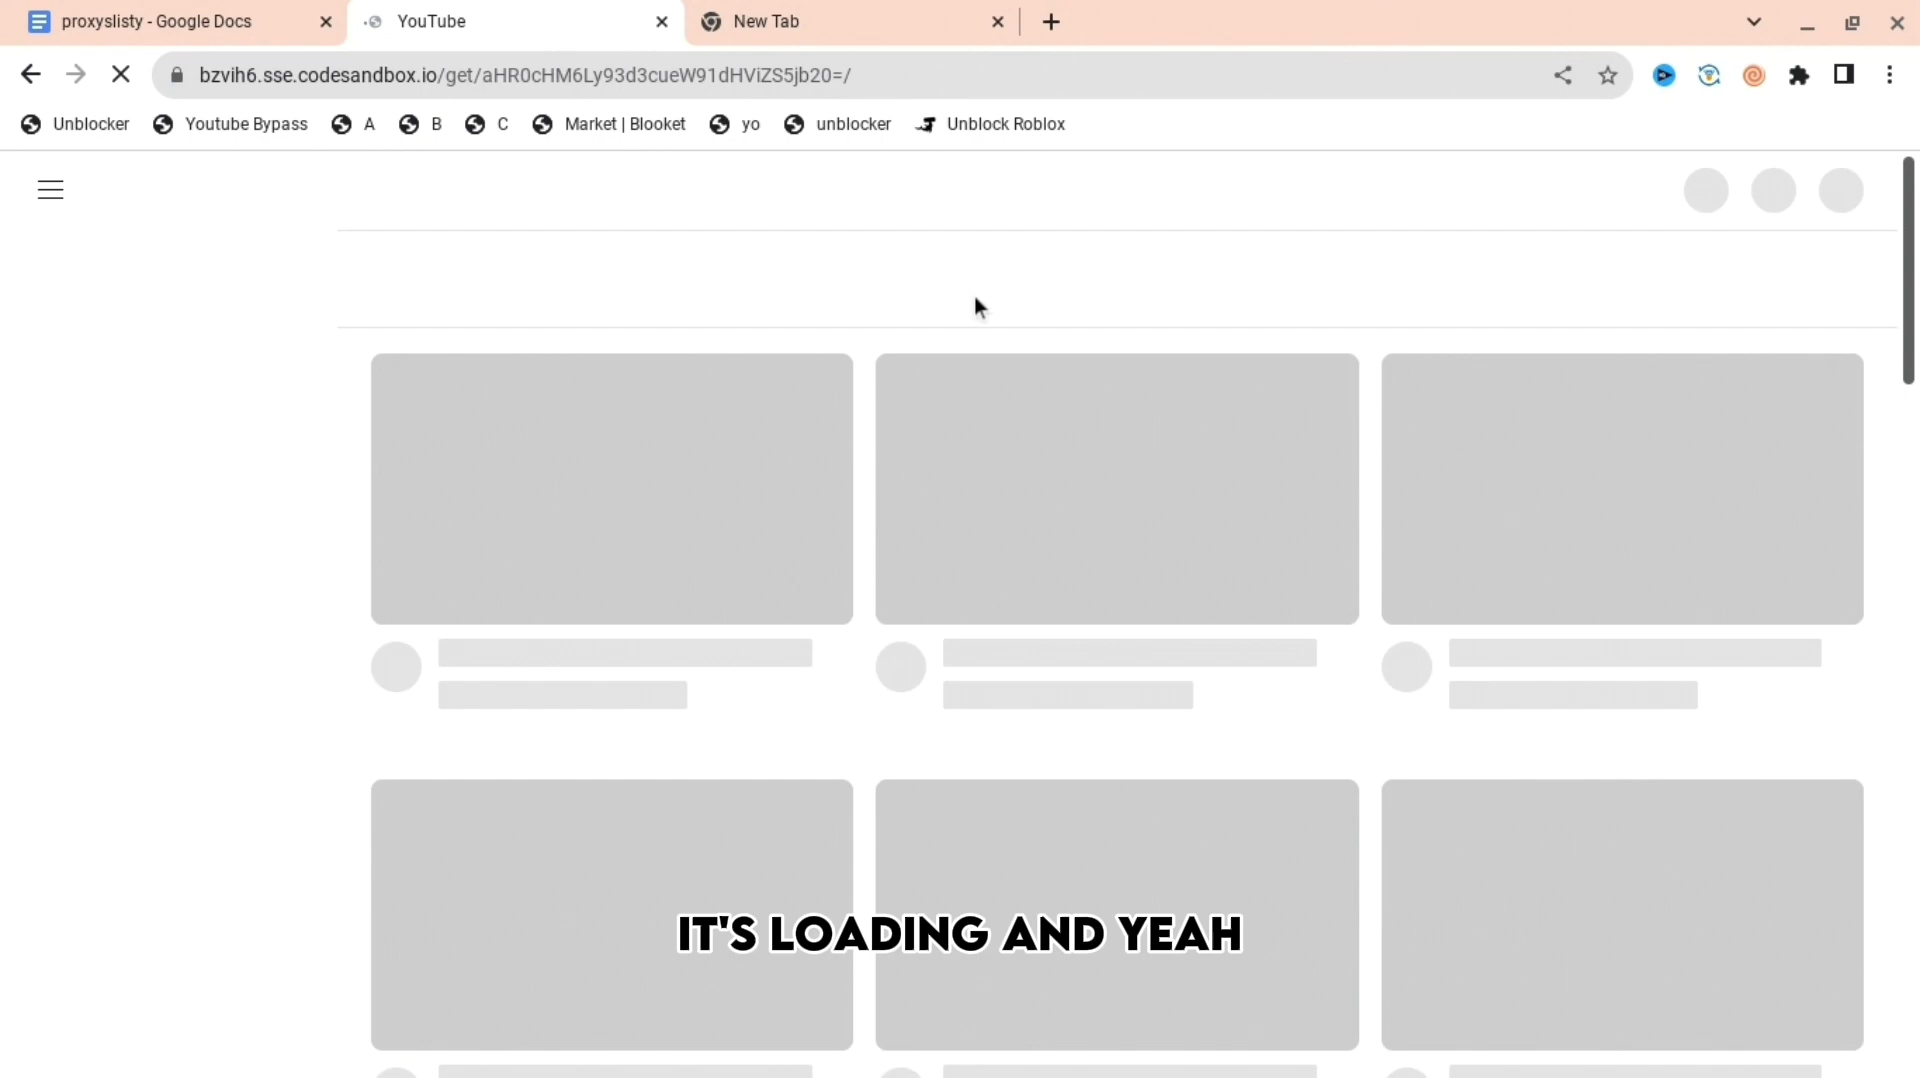 proxyslisty - Google Docs
YouTube
New Tab
bzvih6.sse.codesandbox.io/get/aHR0cHM6Ly93d3cueW91dHViZS5jb20=/
Unblocker Youtube Bypass A B C Market | Blooket yo unblocker Unblock Roblox
IT'S LOADING AND YEAH